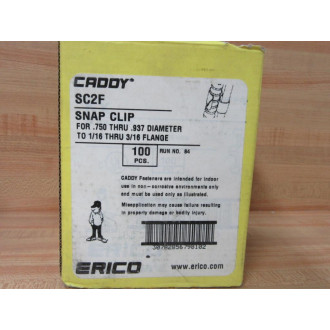 CADDY®
SC2F
SNAP CLIP
FOR .750 THRU .937 DIAMETER
TO 1/16 THRU 3/16 FLANGE
100 PCS.
RUN NO. 84
CADDY Fasteners are intended for indoor
use in non-corrosive environments only
and must be used only as illustrated.
Misapplication may cause failure resulting
in property damage or bodily injury.
ERICO
www.erico.com